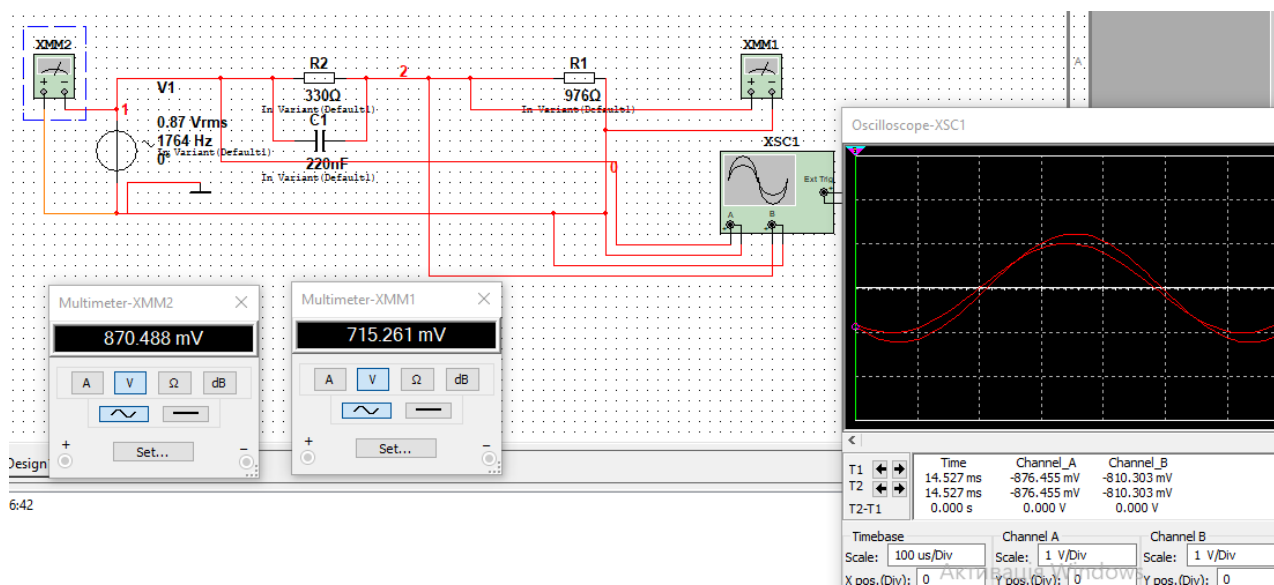 XMM2
XMM1
V1
1
0.87 Vrms
1764 Hz
0°
In Variant(Default1)
R2
330Ω
In Variant(Default1)
C1
220nF
In Variant(Default1)
2
R1
976Ω
In Variant(Default1)
0
XSC1
Ext Trig
A
B
A
Oscilloscope-XSC1
Multimeter-XMM2
870.488 mV
A
V
Ω
dB
Set...
Multimeter-XMM1
715.261 mV
A
V
Ω
dB
Set...
Design
6:42
T1
T2
T2-T1
Time Channel_A Channel_B
14.527 ms -876.455 mV -810.303 mV
14.527 ms -876.455 mV -810.303 mV
0.000 s 0.000 V 0.000 V
Timebase
Scale: 100 us/Div
X pos.(Div): 0
Channel A
Scale: 1 V/Div
Y pos.(Div): 0
Channel B
Scale: 1 V/Div
Y pos.(Div): 0
Активація Windows